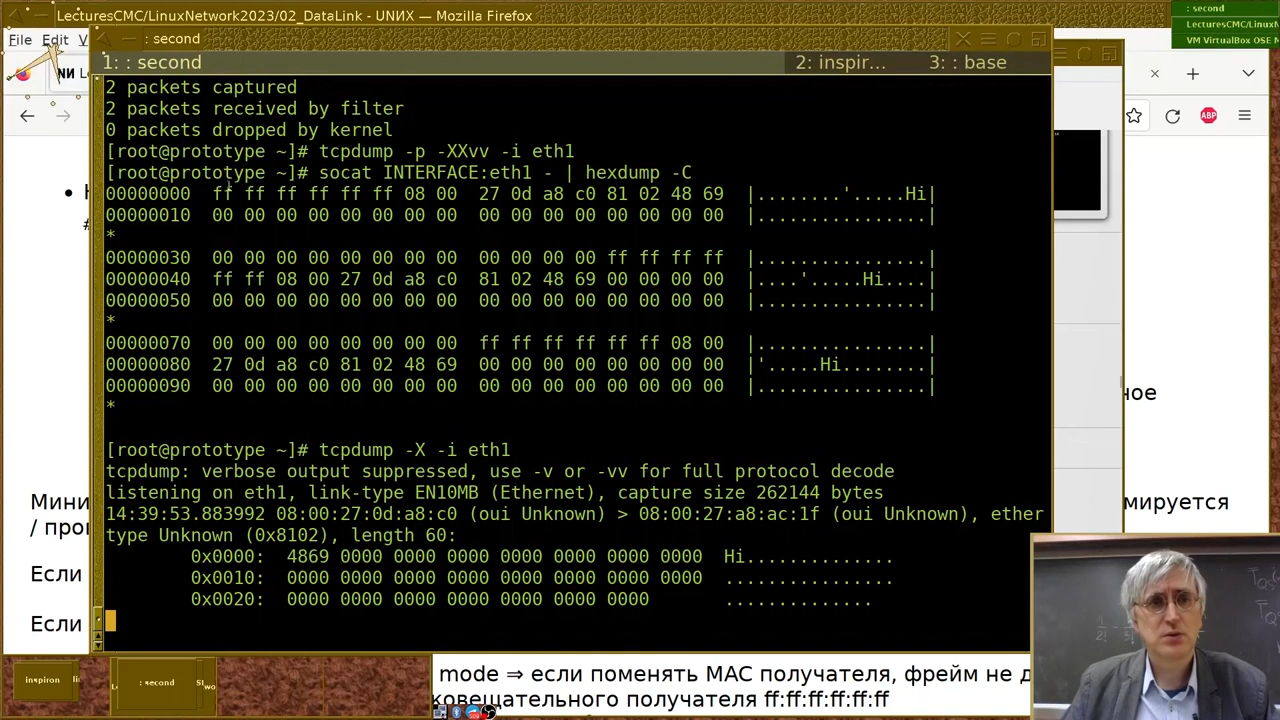 LecturesCMC/LinuxNetwork2023/02_DataLink - UNИX — Mozilla Firefox
: second
LecturesCMC/LinuxNetwork2023/02_DataLink
VM VirtualBox OSE
File Edit
: second
1: : second 2: inspir... 3: : base
ABP
2 packets captured
2 packets received by filter
0 packets dropped by kernel
[root@prototype ~]# tcpdump -p -XXvv -i eth1
[root@prototype ~]# socat INTERFACE:eth1 - | hexdump -C
00000000 ff ff ff ff ff ff 08 00 27 0d a8 c0 81 02 48 69 |........'.....Hi|
00000010 00 00 00 00 00 00 00 00 00 00 00 00 00 00 00 00 |................|
*
00000030 00 00 00 00 00 00 00 00 00 00 00 00 ff ff ff ff |................|
00000040 ff ff 08 00 27 0d a8 c0 81 02 48 69 00 00 00 00 |....'.....Hi....|
00000050 00 00 00 00 00 00 00 00 00 00 00 00 00 00 00 00 |................|
*
00000070 00 00 00 00 00 00 00 00 ff ff ff ff ff ff 08 00 |................|
00000080 27 0d a8 c0 81 02 48 69 00 00 00 00 00 00 00 00 |'.....Hi........|
00000090 00 00 00 00 00 00 00 00 00 00 00 00 00 00 00 00 |................|
*
[root@prototype ~]# tcpdump -X -i eth1
tcpdump: verbose output suppressed, use -v or -vv for full protocol decode
listening on eth1, link-type EN10MB (Ethernet), capture size 262144 bytes
14:39:53.883992 08:00:27:0d:a8:c0 (oui Unknown) > 08:00:27:a8:ac:1f (oui Unknown), ether
type Unknown (0x8102), length 60:
0x0000: 4869 0000 0000 0000 0000 0000 0000 0000 Hi..............
0x0010: 0000 0000 0000 0000 0000 0000 0000 0000 ................
0x0020: 0000 0000 0000 0000 0000 0000 0000 ..............
ное
Мини
мируется
/ про
Если
Если
mode ⇒ если поменять MAC получателя, фрейм не д
ковещательного получателя ff:ff:ff:ff:ff:ff
inspiron
: second